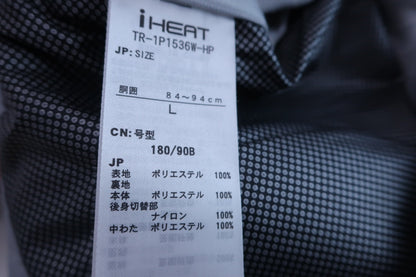 iHEAT
TR-1P1536W-HP
JP: SIZE
胴囲 84～94cm
L
CN: 号型
180/90B
JP
表地 ポリエステル 100%
裏地
本体 ポリエステル 100%
後身切替部
ナイロン 100%
中わた ポリエステル 100%